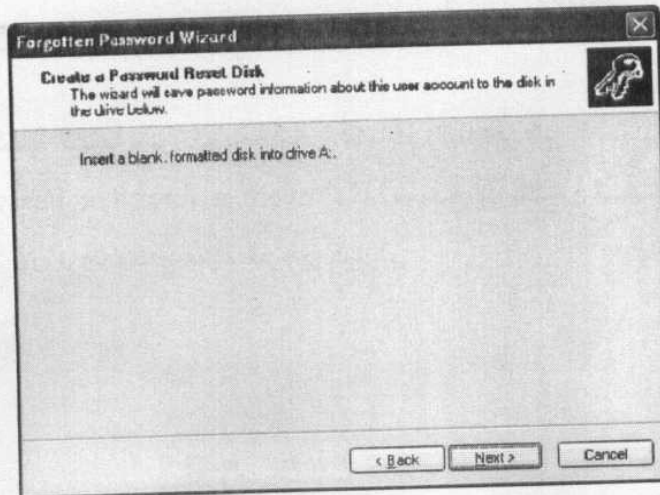 Forgotten Password Wizard
Create a Password Reset Disk
The wizard will save password information about this user account to the disk in
the drive below.
Insert a blank, formatted disk into drive A:.
< Back
Next >
Cancel